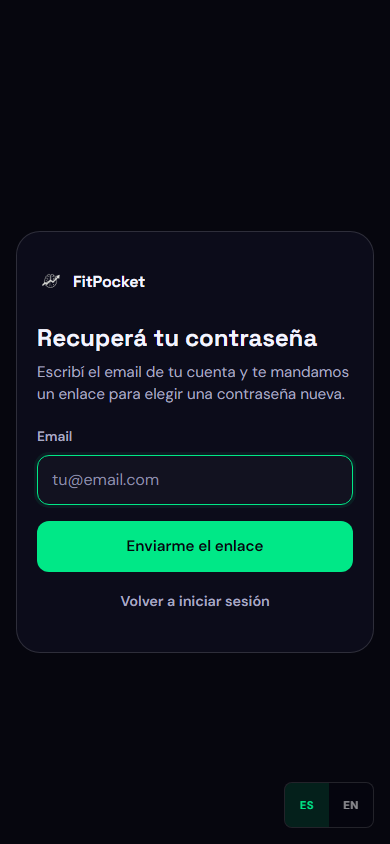 FitPocket
Recuperá tu contraseña
Escribí el email de tu cuenta y te mandamos
un enlace para elegir una contraseña nueva.
Email
tu@email.com
Enviarme el enlace
Volver a iniciar sesión
ES EN